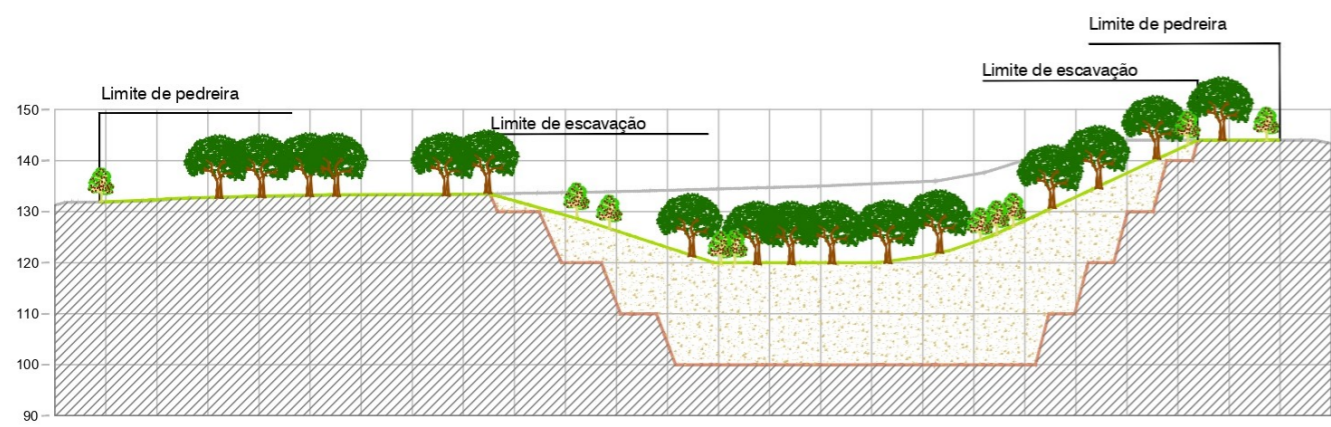 Limite de pedreira
Limite de escavação
Limite de pedreira
Limite de escavação
150
140
130
120
110
100
90